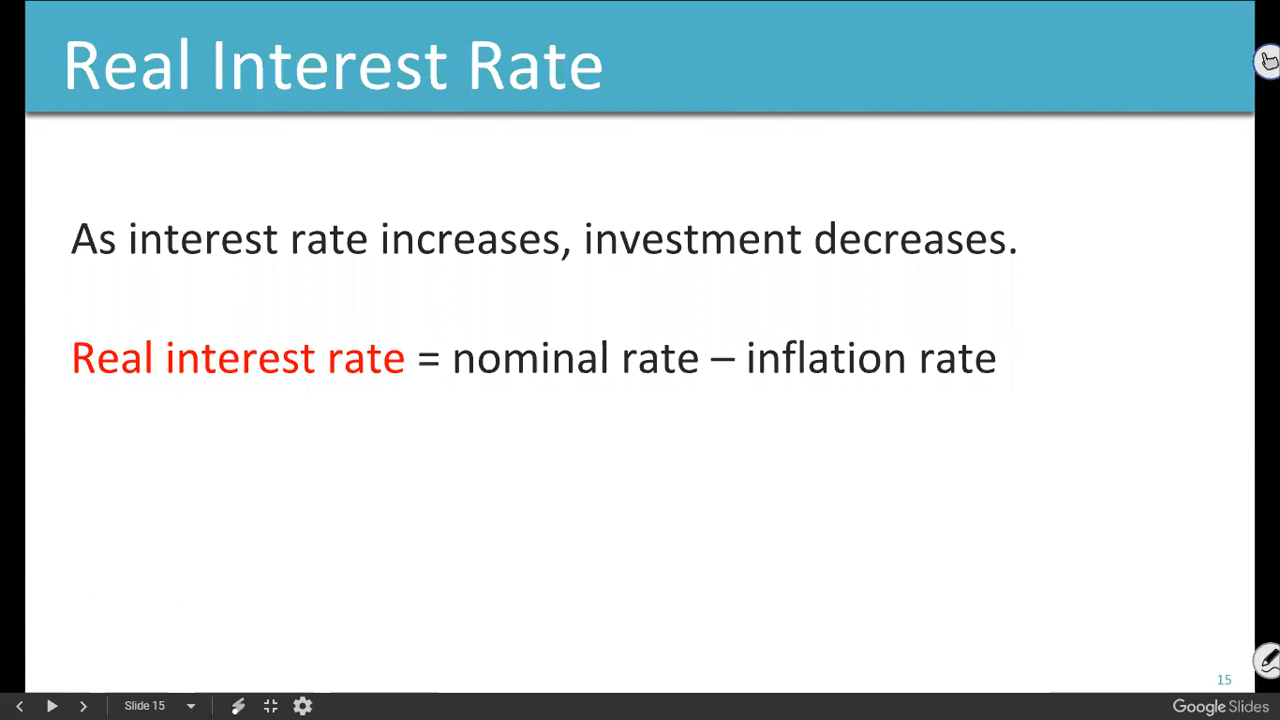 Real Interest Rate
As interest rate increases, investment decreases.
Real interest rate = nominal rate – inflation rate
15
Slide 15
Google Slides